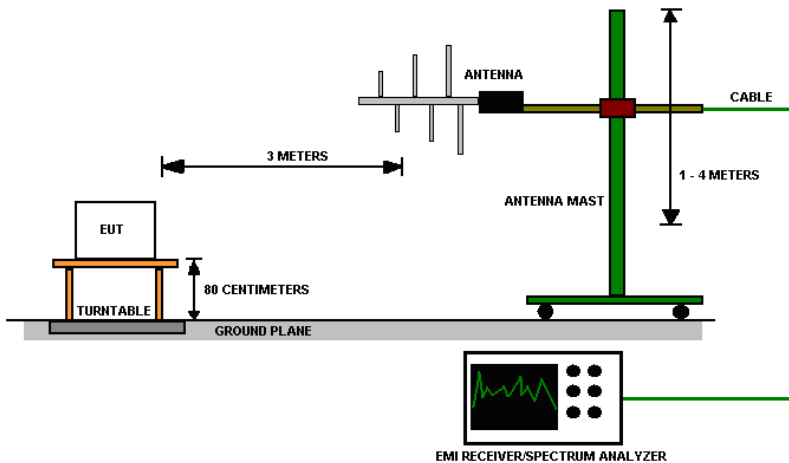 ANTENNA
CABLE
3 METERS
1 - 4 METERS
ANTENNA MAST
EUT
80 CENTIMETERS
TURNTABLE
GROUND PLANE
EMI RECEIVER/SPECTRUM ANALYZER